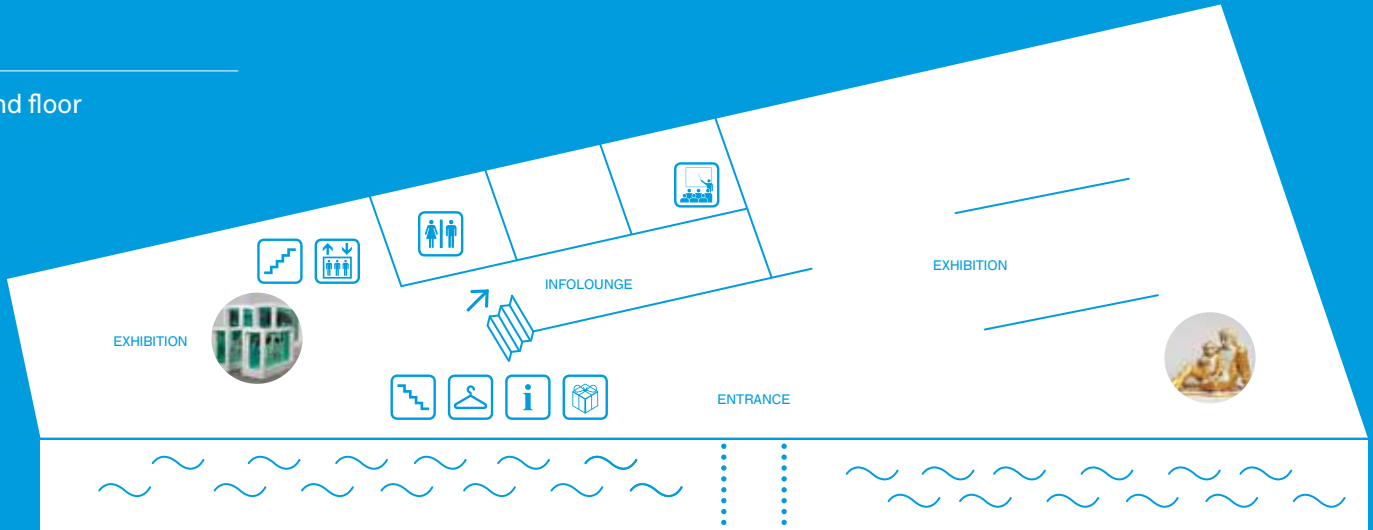 nd floor
INFOLOUNGE
EXHIBITION
EXHIBITION
i
ENTRANCE